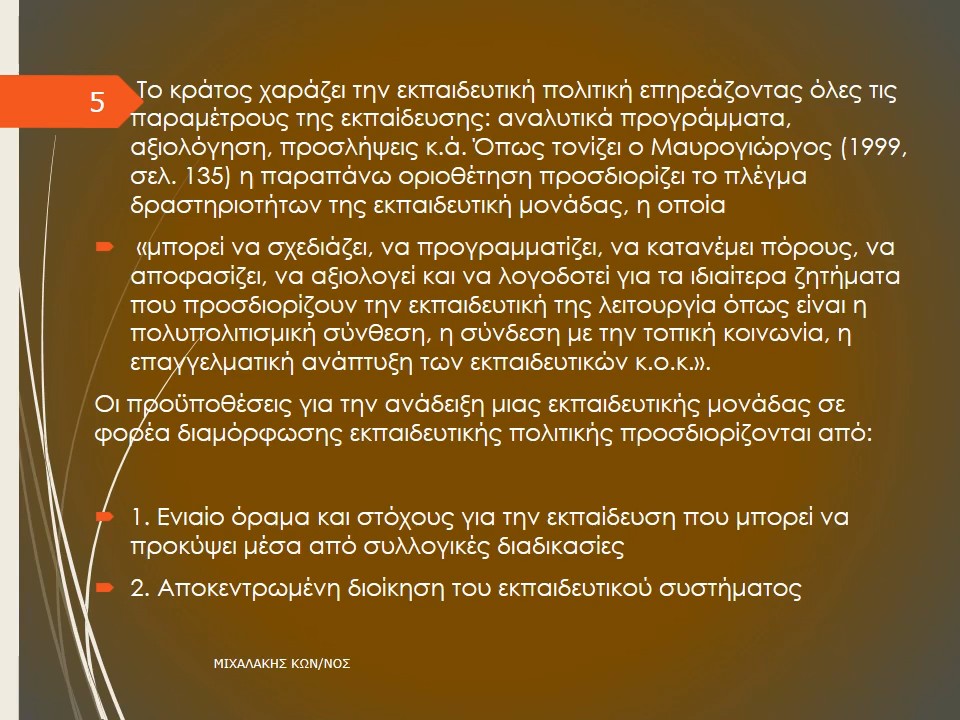 5
Το κράτος χαράζει την εκπαιδευτική πολιτική επηρεάζοντας όλες τις
παραμέτρους της εκπαίδευσης: αναλυτικά προγράμματα,
αξιολόγηση, προσλήψεις κ.ά. Όπως τονίζει ο Μαυρογιώργος (1999,
σελ. 135) η παραπάνω οριοθέτηση προσδιορίζει το πλέγμα
δραστηριοτήτων της εκπαιδευτική μονάδας, η οποία
«μπορεί να σχεδιάζει, να προγραμματίζει, να κατανέμει πόρους, να
αποφασίζει, να αξιολογεί και να λογοδοτεί για τα ιδιαίτερα ζητήματα
που προσδιορίζουν την εκπαιδευτική της λειτουργία όπως είναι η
πολυπολιτισμική σύνθεση, η σύνδεση με την τοπική κοινωνία, η
επαγγελματική ανάπτυξη των εκπαιδευτικών κ.ο.κ.».
Οι προϋποθέσεις για την ανάδειξη μιας εκπαιδευτικής μονάδας σε
φορέα διαμόρφωσης εκπαιδευτικής πολιτικής προσδιορίζονται από:
1. Ενιαίο όραμα και στόχους για την εκπαίδευση που μπορεί να
προκύψει μέσα από συλλογικές διαδικασίες
2. Αποκεντρωμένη διοίκηση του εκπαιδευτικού συστήματος
ΜΙΧΑΛΑΚΗΣ ΚΩΝ/ΝΟΣ